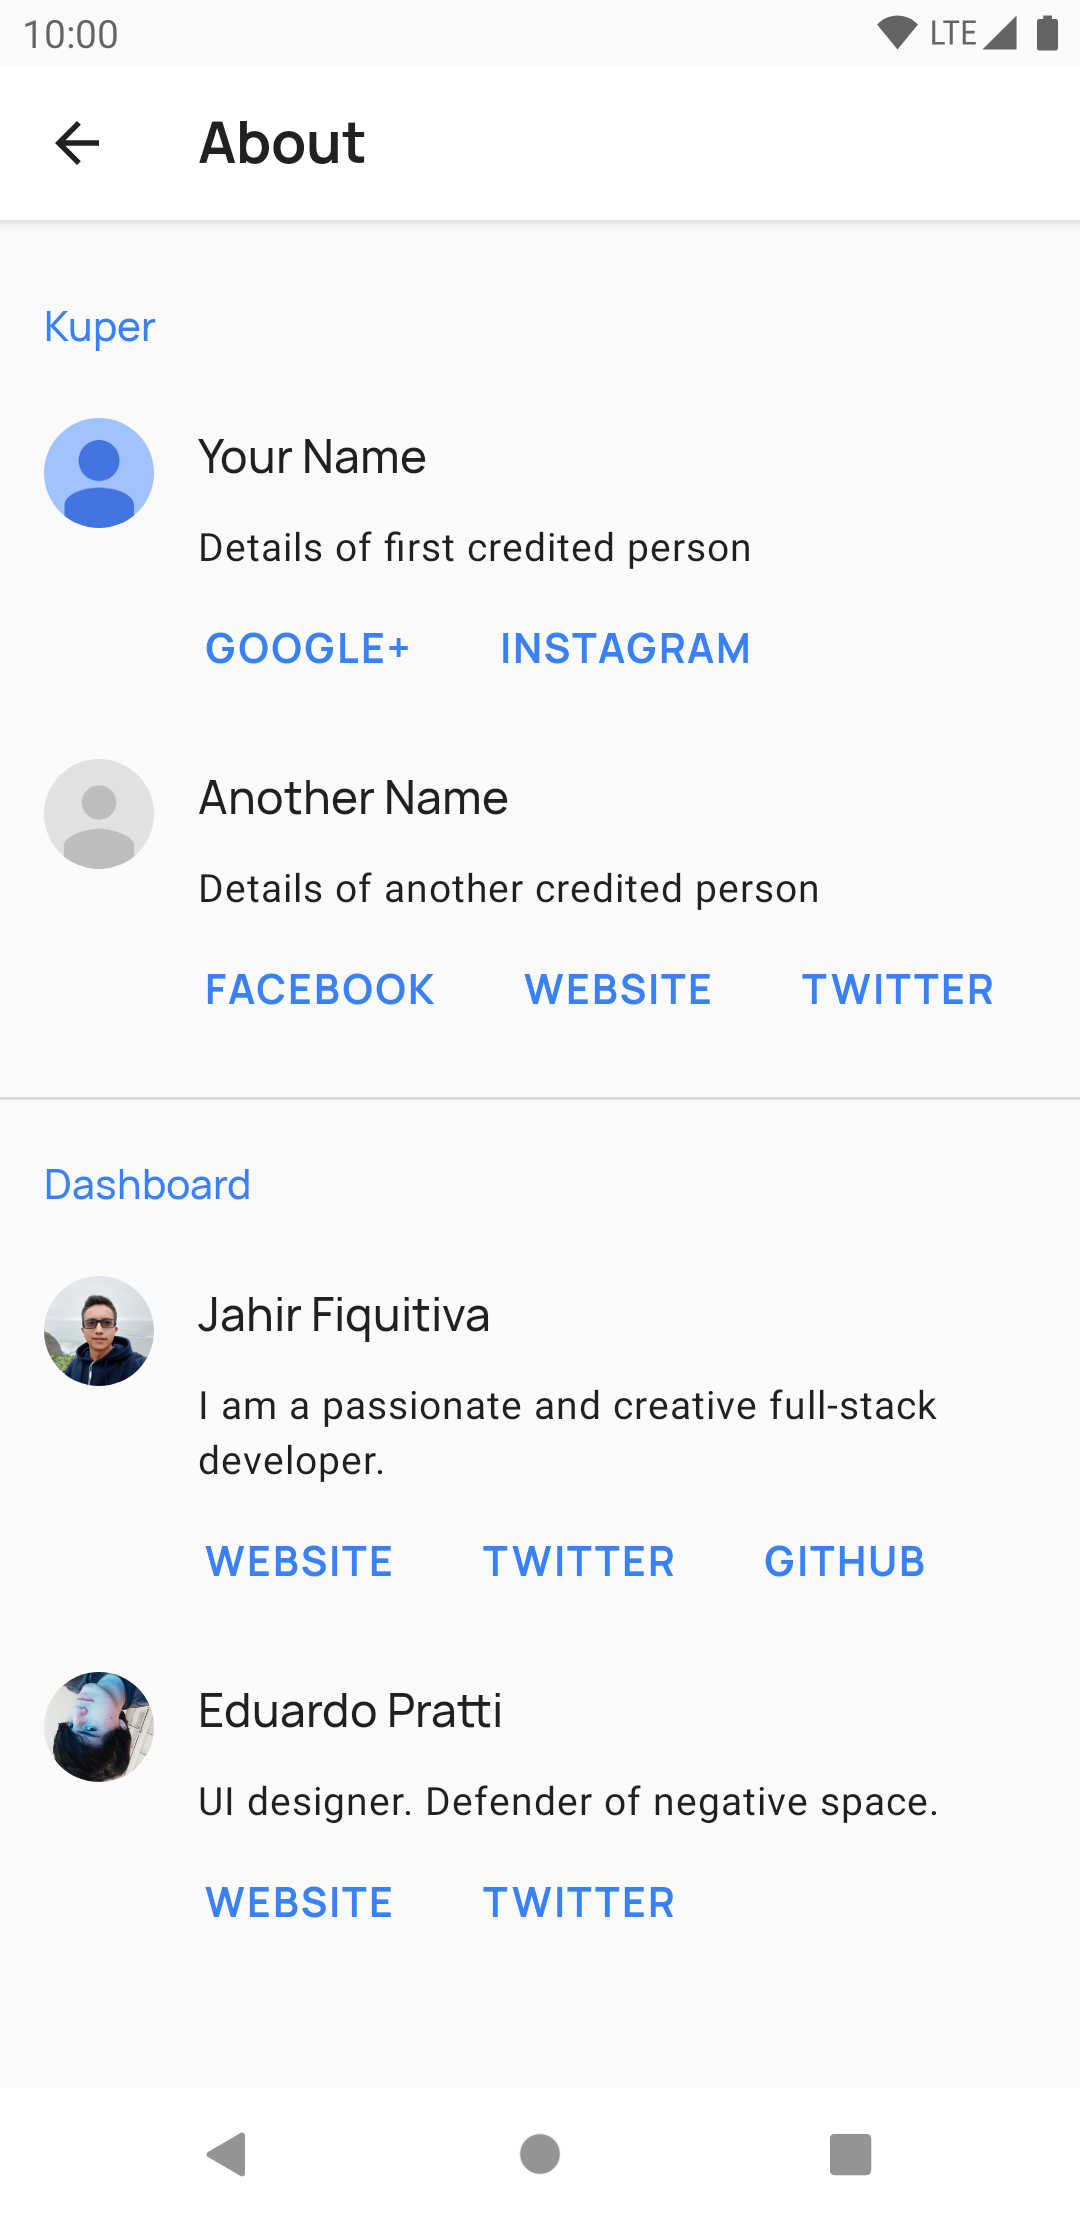 10:00
LTE
About
Kuper
Your Name
Details of first credited person
GOOGLE+ INSTAGRAM
Another Name
Details of another credited person
FACEBOOK WEBSITE TWITTER
Dashboard
Jahir Fiquitiva
I am a passionate and creative full-stack
developer.
WEBSITE TWITTER GITHUB
Eduardo Pratti
UI designer. Defender of negative space.
WEBSITE TWITTER